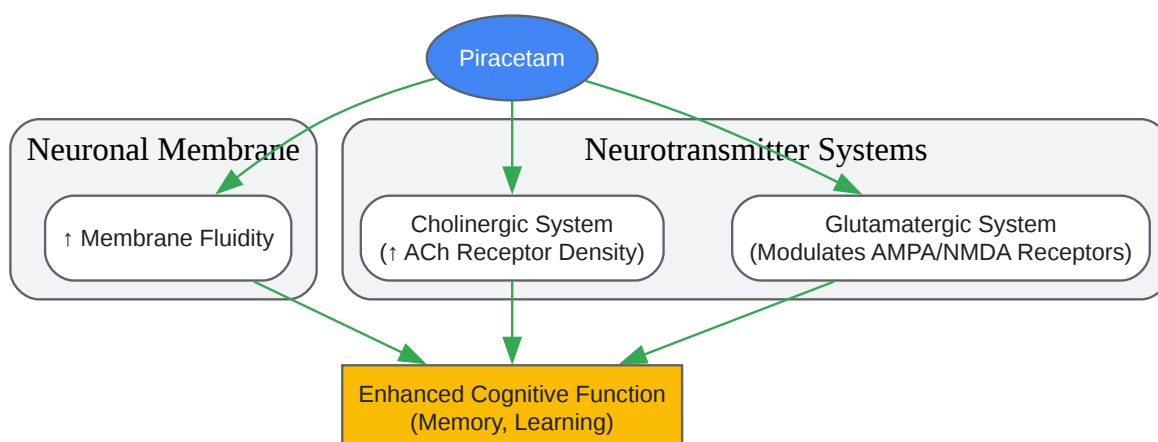 Piracetam
Neuronal Membrane
Neurotransmitter Systems
↑ Membrane Fluidity
Cholinergic System
(↑ ACh Receptor Density)
Glutamatergic System
(Modulates AMPA/NMDA Receptors)
Enhanced Cognitive Function
(Memory, Learning)